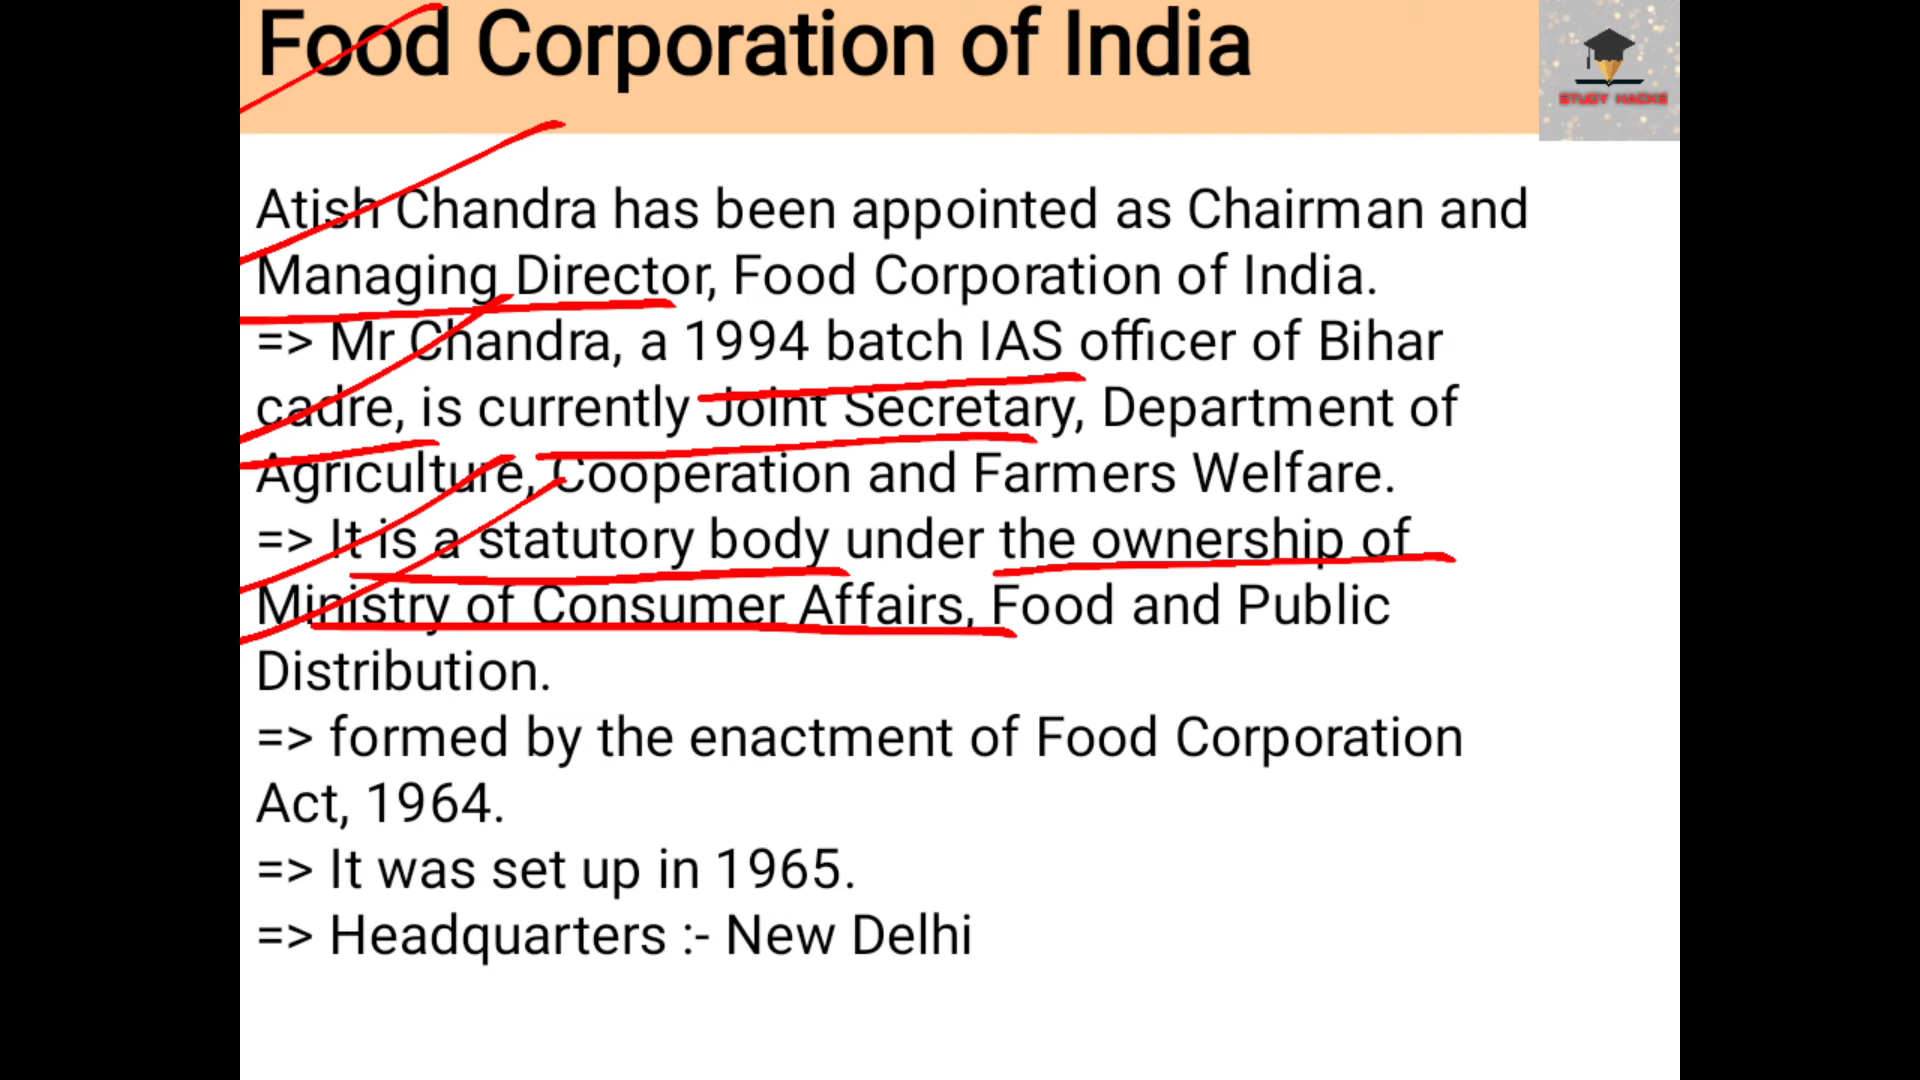 Food Corporation of India
STUDY HACKS
Atish Chandra has been appointed as Chairman and
Managing Director, Food Corporation of India.
=> Mr Chandra, a 1994 batch IAS officer of Bihar
cadre, is currently Joint Secretary, Department of
Agriculture, Cooperation and Farmers Welfare.
=> It is a statutory body under the ownership of
Ministry of Consumer Affairs, Food and Public
Distribution.
=> formed by the enactment of Food Corporation
Act, 1964.
=> It was set up in 1965.
=> Headquarters :- New Delhi